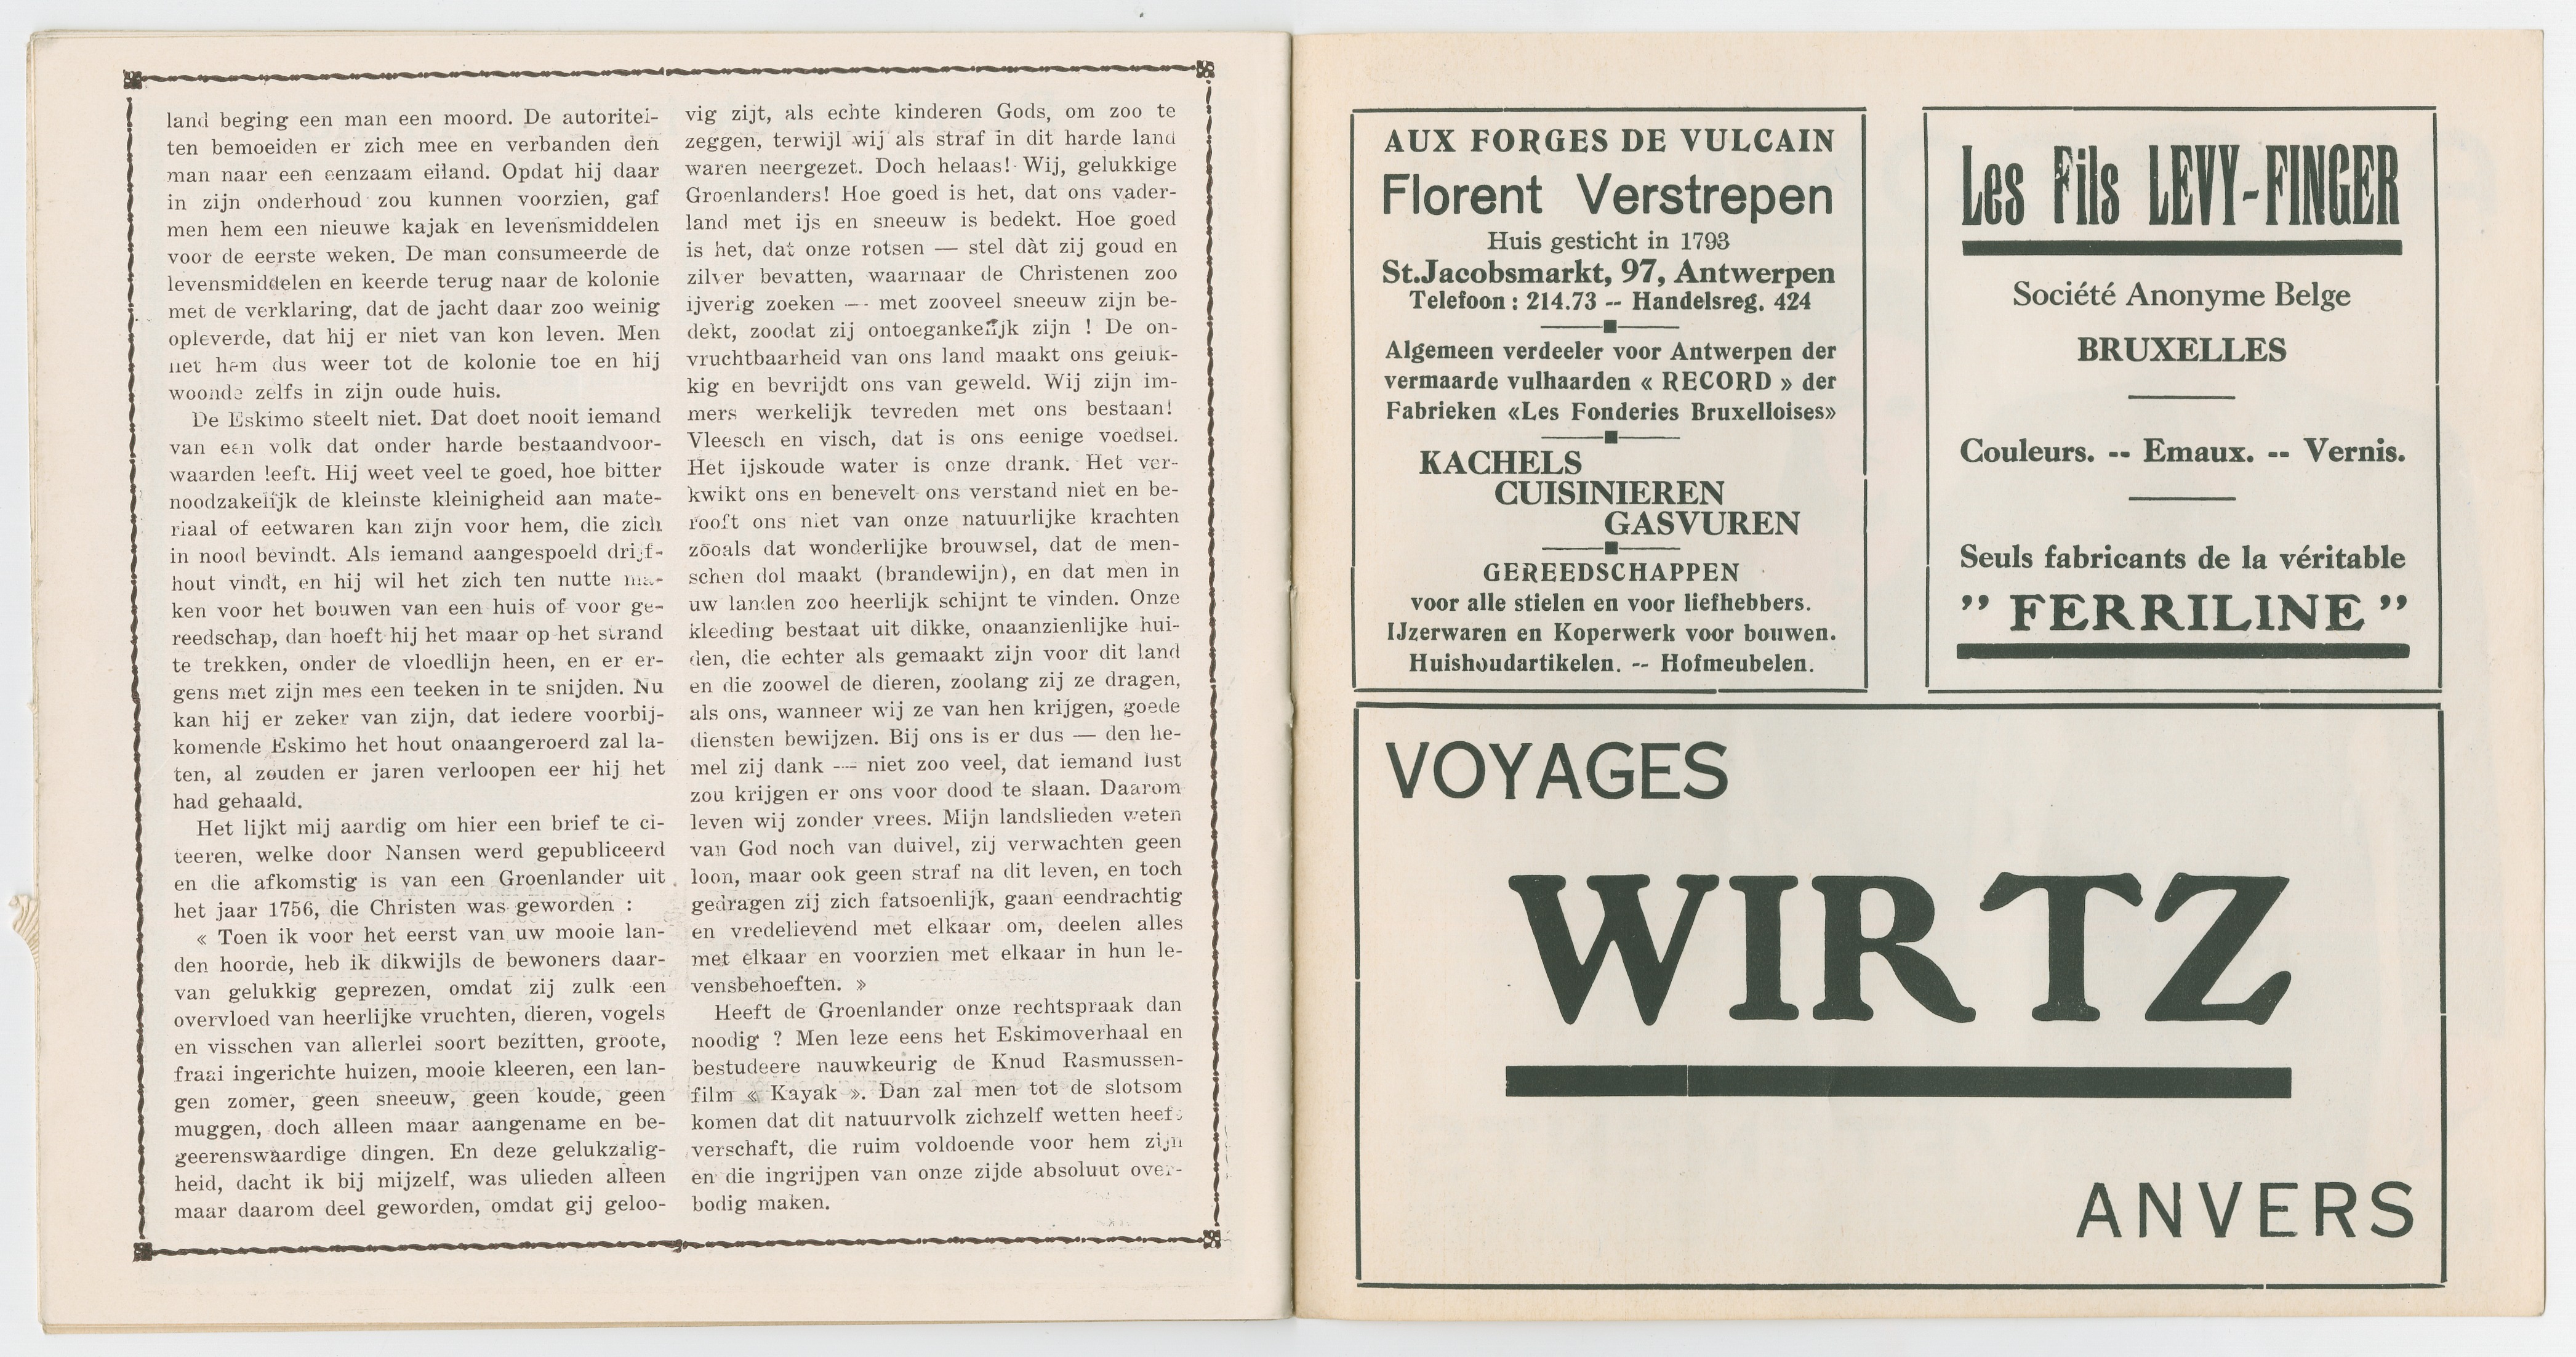 land beging een man een moord. De autoritei-
ten bemoeiden er zich mee en verbanden den
man naar een eenzaam eiland. Opdat hij daar
in zijn onderhoud zou kunnen voorzien, gaf
men hem een nieuwe kajak en levensmiddelen
voor de eerste weken. De man consumeerde de
levensmiddelen en keerde terug naar de kolonie
met de verklaring, dat de jacht daar zoo weinig
opleverde, dat hij er niet van kon leven. Men
liet hem dus weer tot de kolonie toe en hij
woonde zelfs in zijn oude huis.
De Eskimo steelt niet. Dat doet nooit iemand
van een volk dat onder harde bestaandvoor-
waarden leeft. Hij weet veel te goed, hoe bitter
noodzakelijk de kleinste kleinigheid aan mate-
riaal of eetwaren kan zijn voor hem, die zich
in nood bevindt. Als iemand aangespoeld drijf-
hout vindt, en hij wil het zich ten nutte ma-
ken voor het bouwen van een huis of voor ge-
reedschap, dan hoeft hij het maar op het strand
te trekken, onder de vloedlijn heen, en er er-
gens met zijn mes een teeken in te snijden. Nu
kan hij er zeker van zijn, dat iedere voorbij-
komende Eskimo het hout onaangeroerd zal la-
ten, al zouden er jaren verloopen eer hij het
had gehaald.
Het lijkt mij aardig om hier een brief te ci-
teeren, welke door Nansen werd gepubliceerd
en die afkomstig is van een Groenlander uit
het jaar 1756, die Christen was geworden :
« Toen ik voor het eerst van uw mooie lan-
den hoorde, heb ik dikwijls de bewoners daar-
van gelukkig geprezen, omdat zij zulk een
overvloed van heerlijke vruchten, dieren, vogels
en visschen van allerlei soort bezitten, groote,
fraai ingerichte huizen, mooie kleeren, een lan-
gen zomer, geen sneeuw, geen koude, geen
muggen, doch alleen maar aangename en be-
geerenswaardige dingen. En deze gelukzalig-
heid, dacht ik bij mijzelf, was ulieden alleen
maar daarom deel geworden, omdat gij geloo-
vig zijt, als echte kinderen Gods, om zoo te
zeggen, terwijl wij als straf in dit harde land
waren neergezet. Doch helaas! Wij, gelukkige
Groenlanders! Hoe goed is het, dat ons vader-
land met ijs en sneeuw is bedekt. Hoe goed
is het, dat onze rotsen — stel dàt zij goud en
zilver bevatten, waarnaar de Christenen zoo
ijverig zoeken — met zooveel sneeuw zijn be-
dekt, zoodat zij ontoegankelijk zijn ! De on-
vruchtbaarheid van ons land maakt ons geluk-
kig en bevrijdt ons van geweld. Wij zijn im-
mers werkelijk tevreden met ons bestaan!
Vleesch en visch, dat is ons eenige voedsel.
Het ijskoude water is onze drank. Het ver-
kwikt ons en benevelt ons verstand niet en be-
rooft ons niet van onze natuurlijke krachten
zooals dat wonderlijke brouwsel, dat de men-
schen dol maakt (brandewijn), en dat men in
uw landen zoo heerlijk schijnt te vinden. Onze
kleeding bestaat uit dikke, onaanzienlijke hui-
den, die echter als gemaakt zijn voor dit land
en die zoowel de dieren, zoolang zij ze dragen,
als ons, wanneer wij ze van hen krijgen, goede
diensten bewijzen. Bij ons is er dus — den he-
mel zij dank — niet zoo veel, dat iemand lust
zou krijgen er ons voor dood te slaan. Daarom
leven wij zonder vrees. Mijn landslieden weten
van God noch van duivel, zij verwachten geen
loon, maar ook geen straf na dit leven, en toch
gedragen zij zich fatsoenlijk, gaan eendrachtig
en vredelievend met elkaar om, deelen alles
met elkaar en voorzien met elkaar in hun le-
vensbehoeften. »
Heeft de Groenlander onze rechtspraak dan
noodig ? Men leze eens het Eskimoverhaal en
bestudeere nauwkeurig de Knud Rasmussen-
film « Kayak ». Dan zal men tot de slotsom
komen dat dit natuurvolk zichzelf wetten heeft
verschaft, die ruim voldoende voor hem zijn
en die ingrijpen van onze zijde absoluut over-
bodig maken.
AUX FORGES DE VULCAIN
Florent Verstrepen
Huis gesticht in 1793
St.Jacobsmarkt, 97, Antwerpen
Telefoon : 214.73 -- Handelsreg. 424
Algemeen verdeeler voor Antwerpen der
vermaarde vulhaarden « RECORD » der
Fabrieken «Les Fonderies Bruxelloises»
KACHELS
CUISINIEREN
GASVUREN
GEREEDSCHAPPEN
voor alle stielen en voor liefhebbers.
IJzerwaren en Koperwerk voor bouwen.
Huishoudartikelen. -- Hofmeubelen.
Les Fils LEVY-FINGER
Société Anonyme Belge
BRUXELLES
Couleurs. -- Emaux. -- Vernis.
Seuls fabricants de la véritable
" FERRILINE "
VOYAGES
WIRTZ
ANVERS